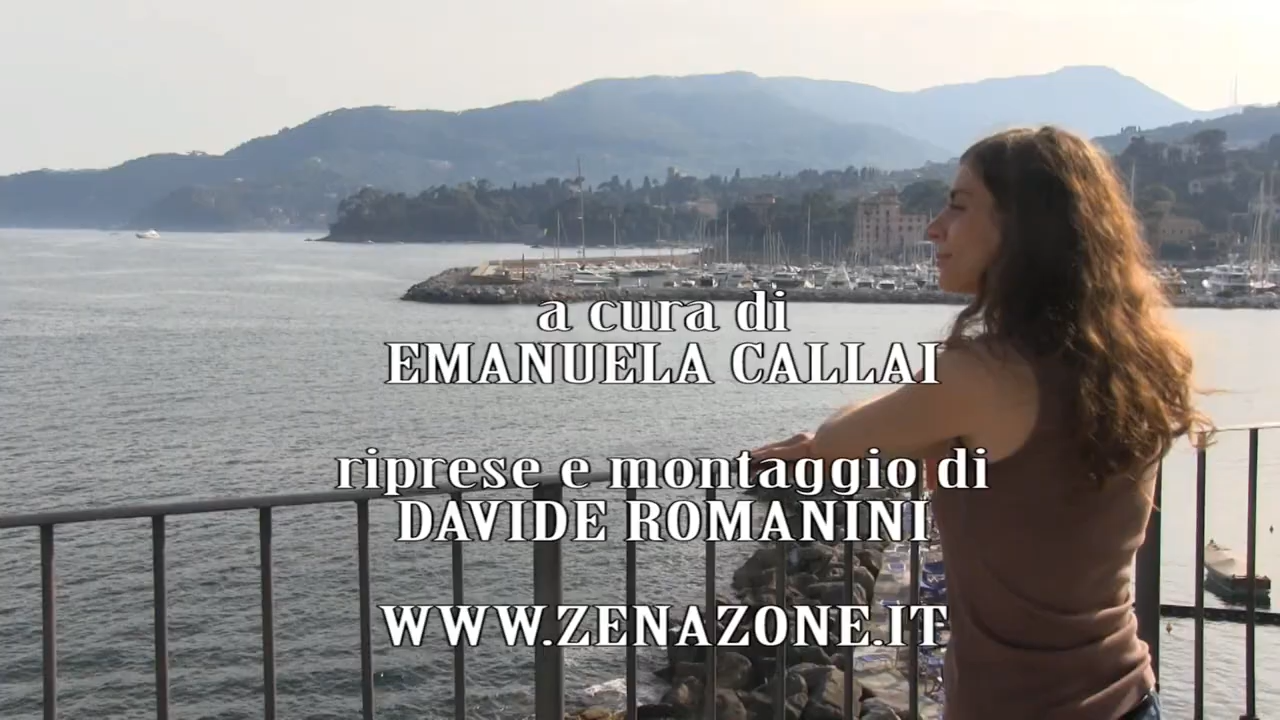 a cura di
EMANUELA CALLAI
riprese e montaggio di
DAVIDE ROMANINI
WWW.ZENAZONE.IT